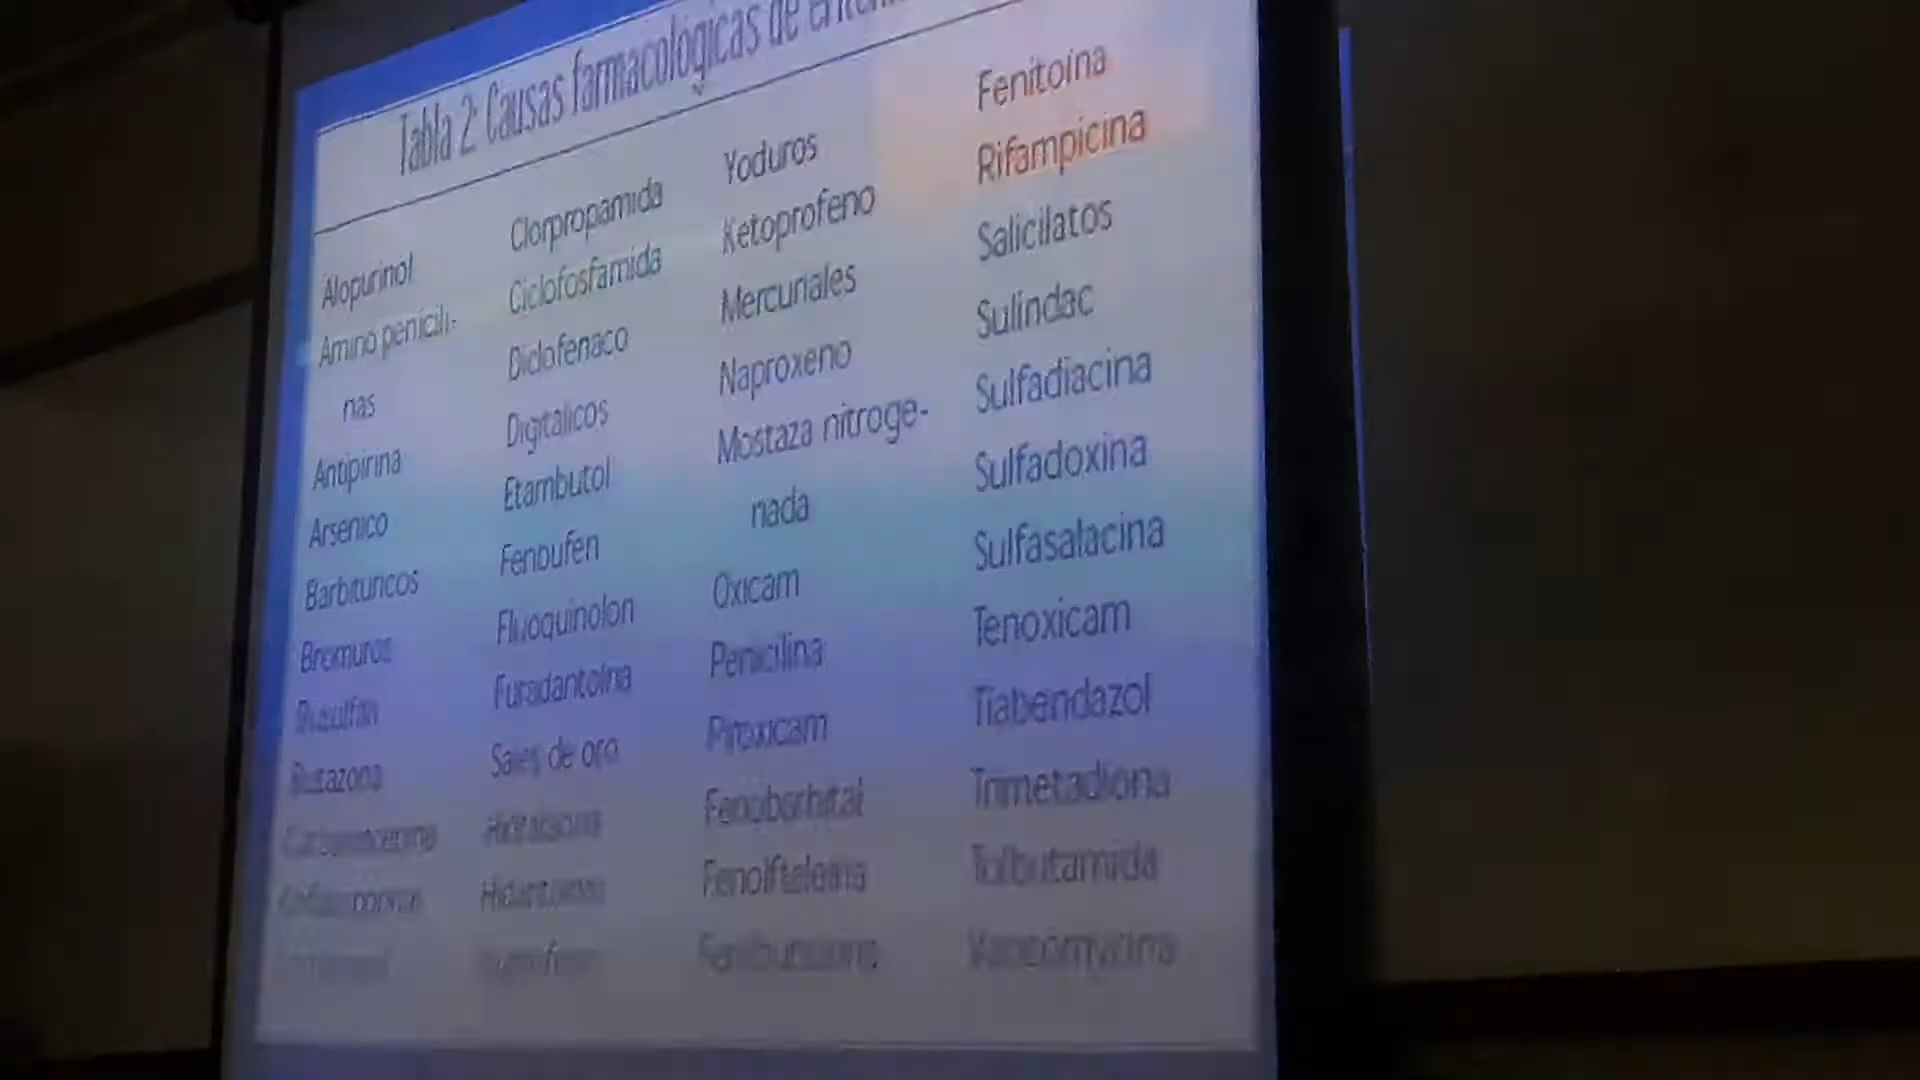 Tabla 2: Causas farmacológicas de
Alopurinol
Amino penicili-
nas
Antipirina
Arsenico
Barbituricos
Bromuros
Busulfan
Butazona
Clorpropamida
Ciclofosfamida
Diclofenaco
Digitalicos
Etambutol
Fenbufen
Fluoquinolon
Furadantoina
Sales de oro
Yoduros
Ketoprofeno
Mercuriales
Naproxeno
Mostaza nitroge-
nada
Oxicam
Penicilina
Piroxicam
Fenobarbital
Fenolftaleina
Fenitoina
Rifampicina
Salicilatos
Sulindac
Sulfadiacina
Sulfadoxina
Sulfasalacina
Tenoxicam
Tiabendazol
Trimetadiona
Tolbutamida
Vancomycina